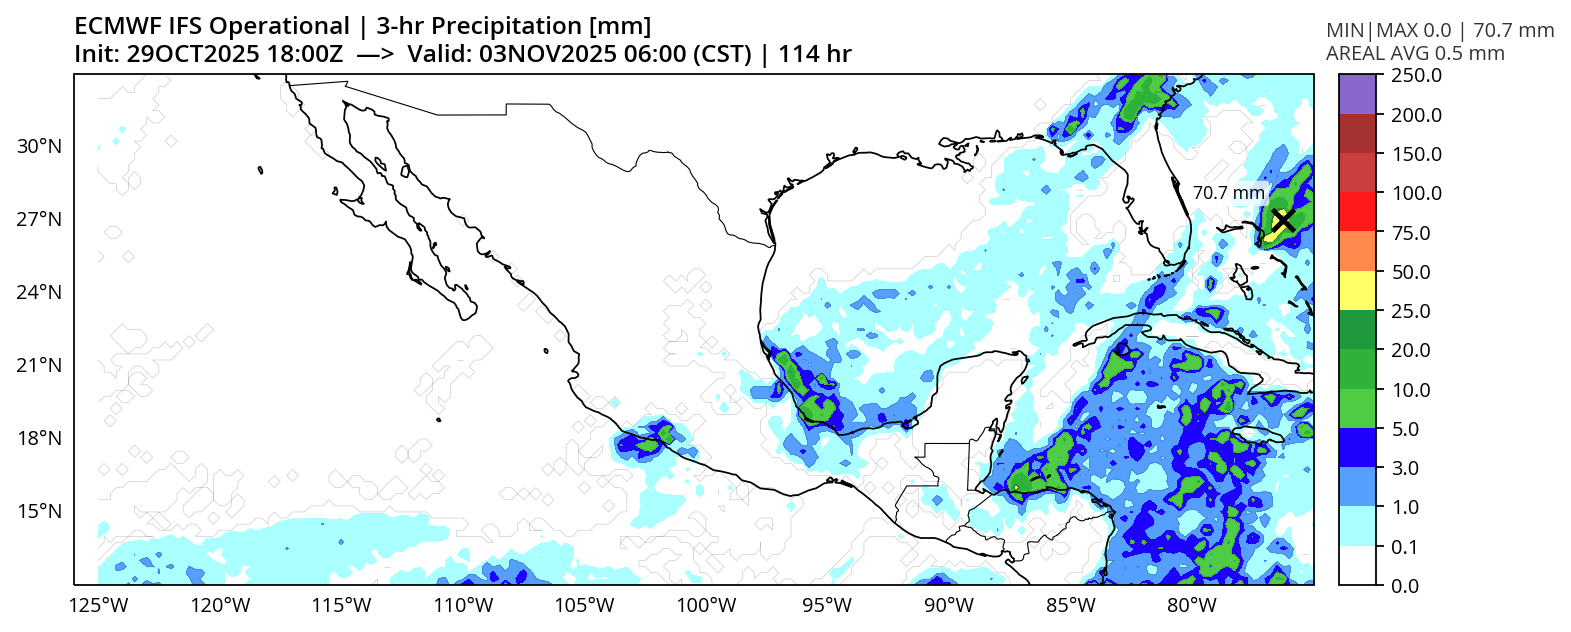 ECMWF IFS Operational | 3-hr Precipitation [mm]
Init: 29OCT2025 18:00Z —> Valid: 03NOV2025 06:00 (CST) | 114 hr
MIN|MAX 0.0 | 70.7 mm
AREAL AVG 0.5 mm
250.0
200.0
150.0
100.0
75.0
50.0
25.0
20.0
10.0
5.0
3.0
1.0
0.1
0.0
30°N
27°N
24°N
21°N
18°N
15°N
70.7 mm
125°W 120°W 115°W 110°W 105°W 100°W 95°W 90°W 85°W 80°W